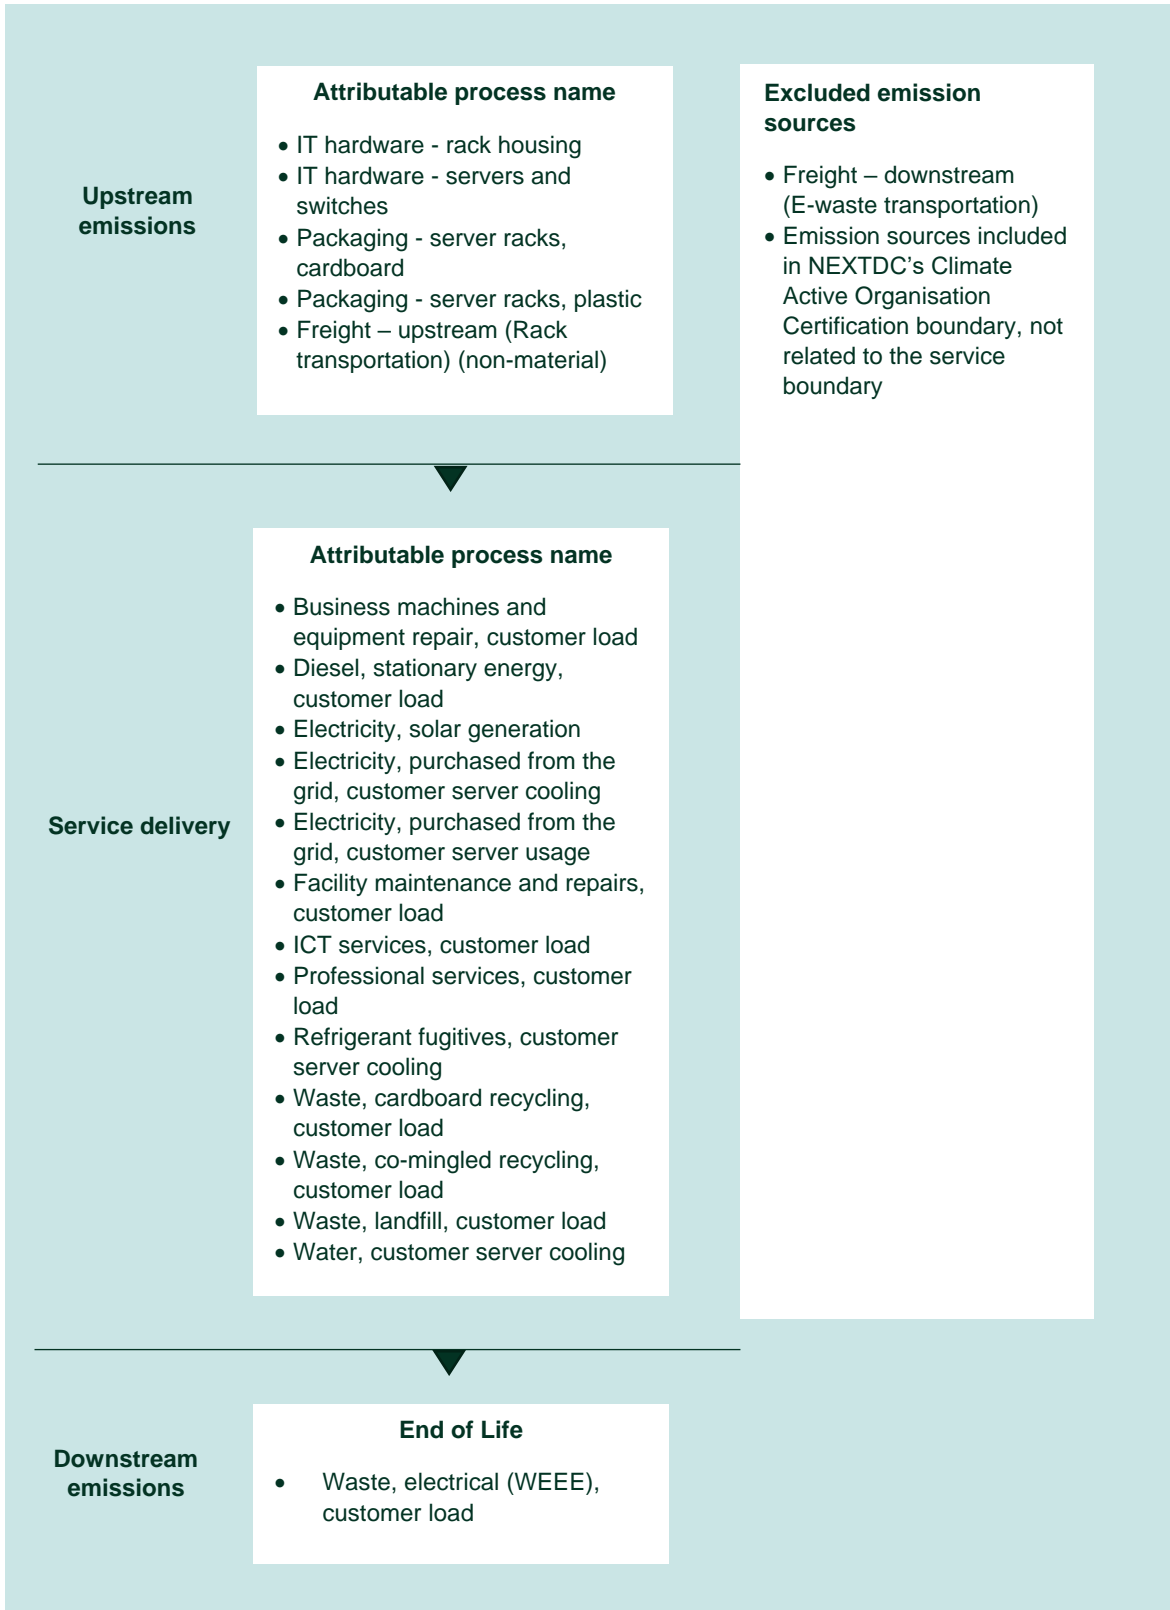 Upstream
emissions
Attributable process name
• IT hardware - rack housing
• IT hardware - servers and
switches
• Packaging - server racks,
cardboard
• Packaging - server racks, plastic
• Freight – upstream (Rack
transportation) (non-material)
Excluded emission
sources
• Freight – downstream
(E-waste transportation)
• Emission sources included
in NEXTDC’s Climate
Active Organisation
Certification boundary, not
related to the service
boundary
Service delivery
Attributable process name
• Business machines and
equipment repair, customer load
• Diesel, stationary energy,
customer load
• Electricity, solar generation
• Electricity, purchased from the
grid, customer server cooling
• Electricity, purchased from the
grid, customer server usage
• Facility maintenance and repairs,
customer load
• ICT services, customer load
• Professional services, customer
load
• Refrigerant fugitives, customer
server cooling
• Waste, cardboard recycling,
customer load
• Waste, co-mingled recycling,
customer load
• Waste, landfill, customer load
• Water, customer server cooling
Downstream
emissions
End of Life
• Waste, electrical (WEEE),
customer load